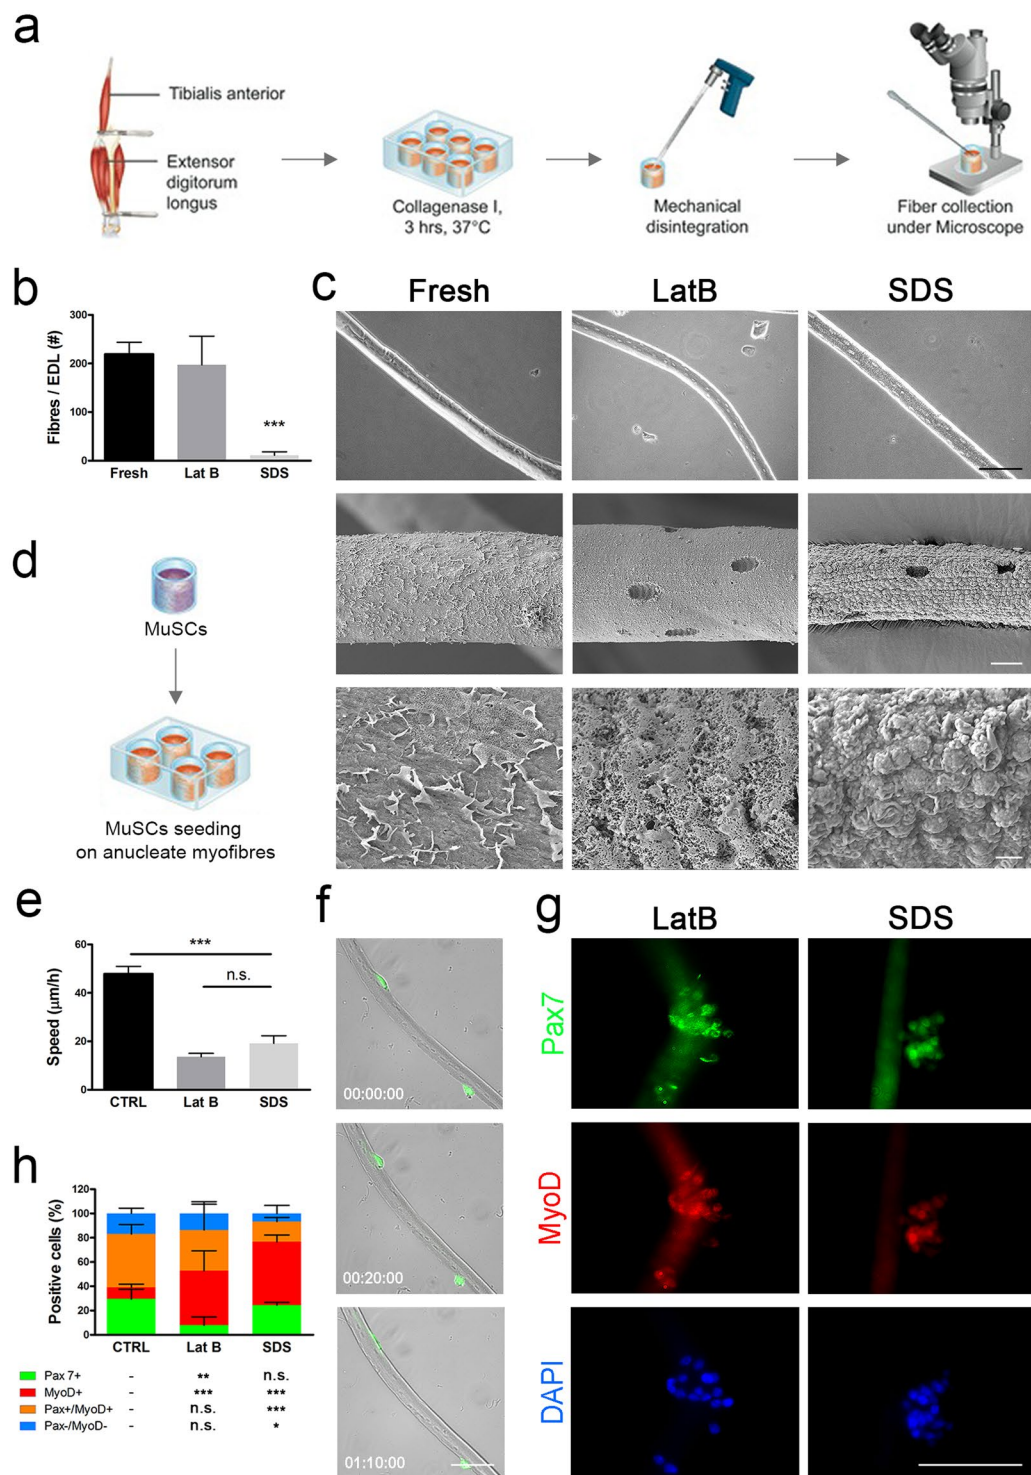 a
Tibialis anterior
Extensor
digitorum
longus
Collagenase I,
3 hrs, 37°C
Mechanical
disintegration
Fiber collection
under Microscope
b
Fibres / EDL (#)
300
200
100
0
***
Fresh Lat B SDS
c
Fresh LatB SDS
d
MuSCs
MuSCs seeding
on anucleate myofibres
e
Speed (µm/h)
60
40
20
0
***
n.s.
CTRL Lat B SDS
f
00:00:00
00:20:00
01:10:00
g
LatB SDS
Pax7
MyoD
DAPI
h
Positive cells (%)
120
100
80
60
40
20
0
CTRL Lat B SDS
Pax 7+ - ** n.s.
MyoD+ - *** ***
Pax+/MyoD+ - n.s. ***
Pax-/MyoD- - n.s. *